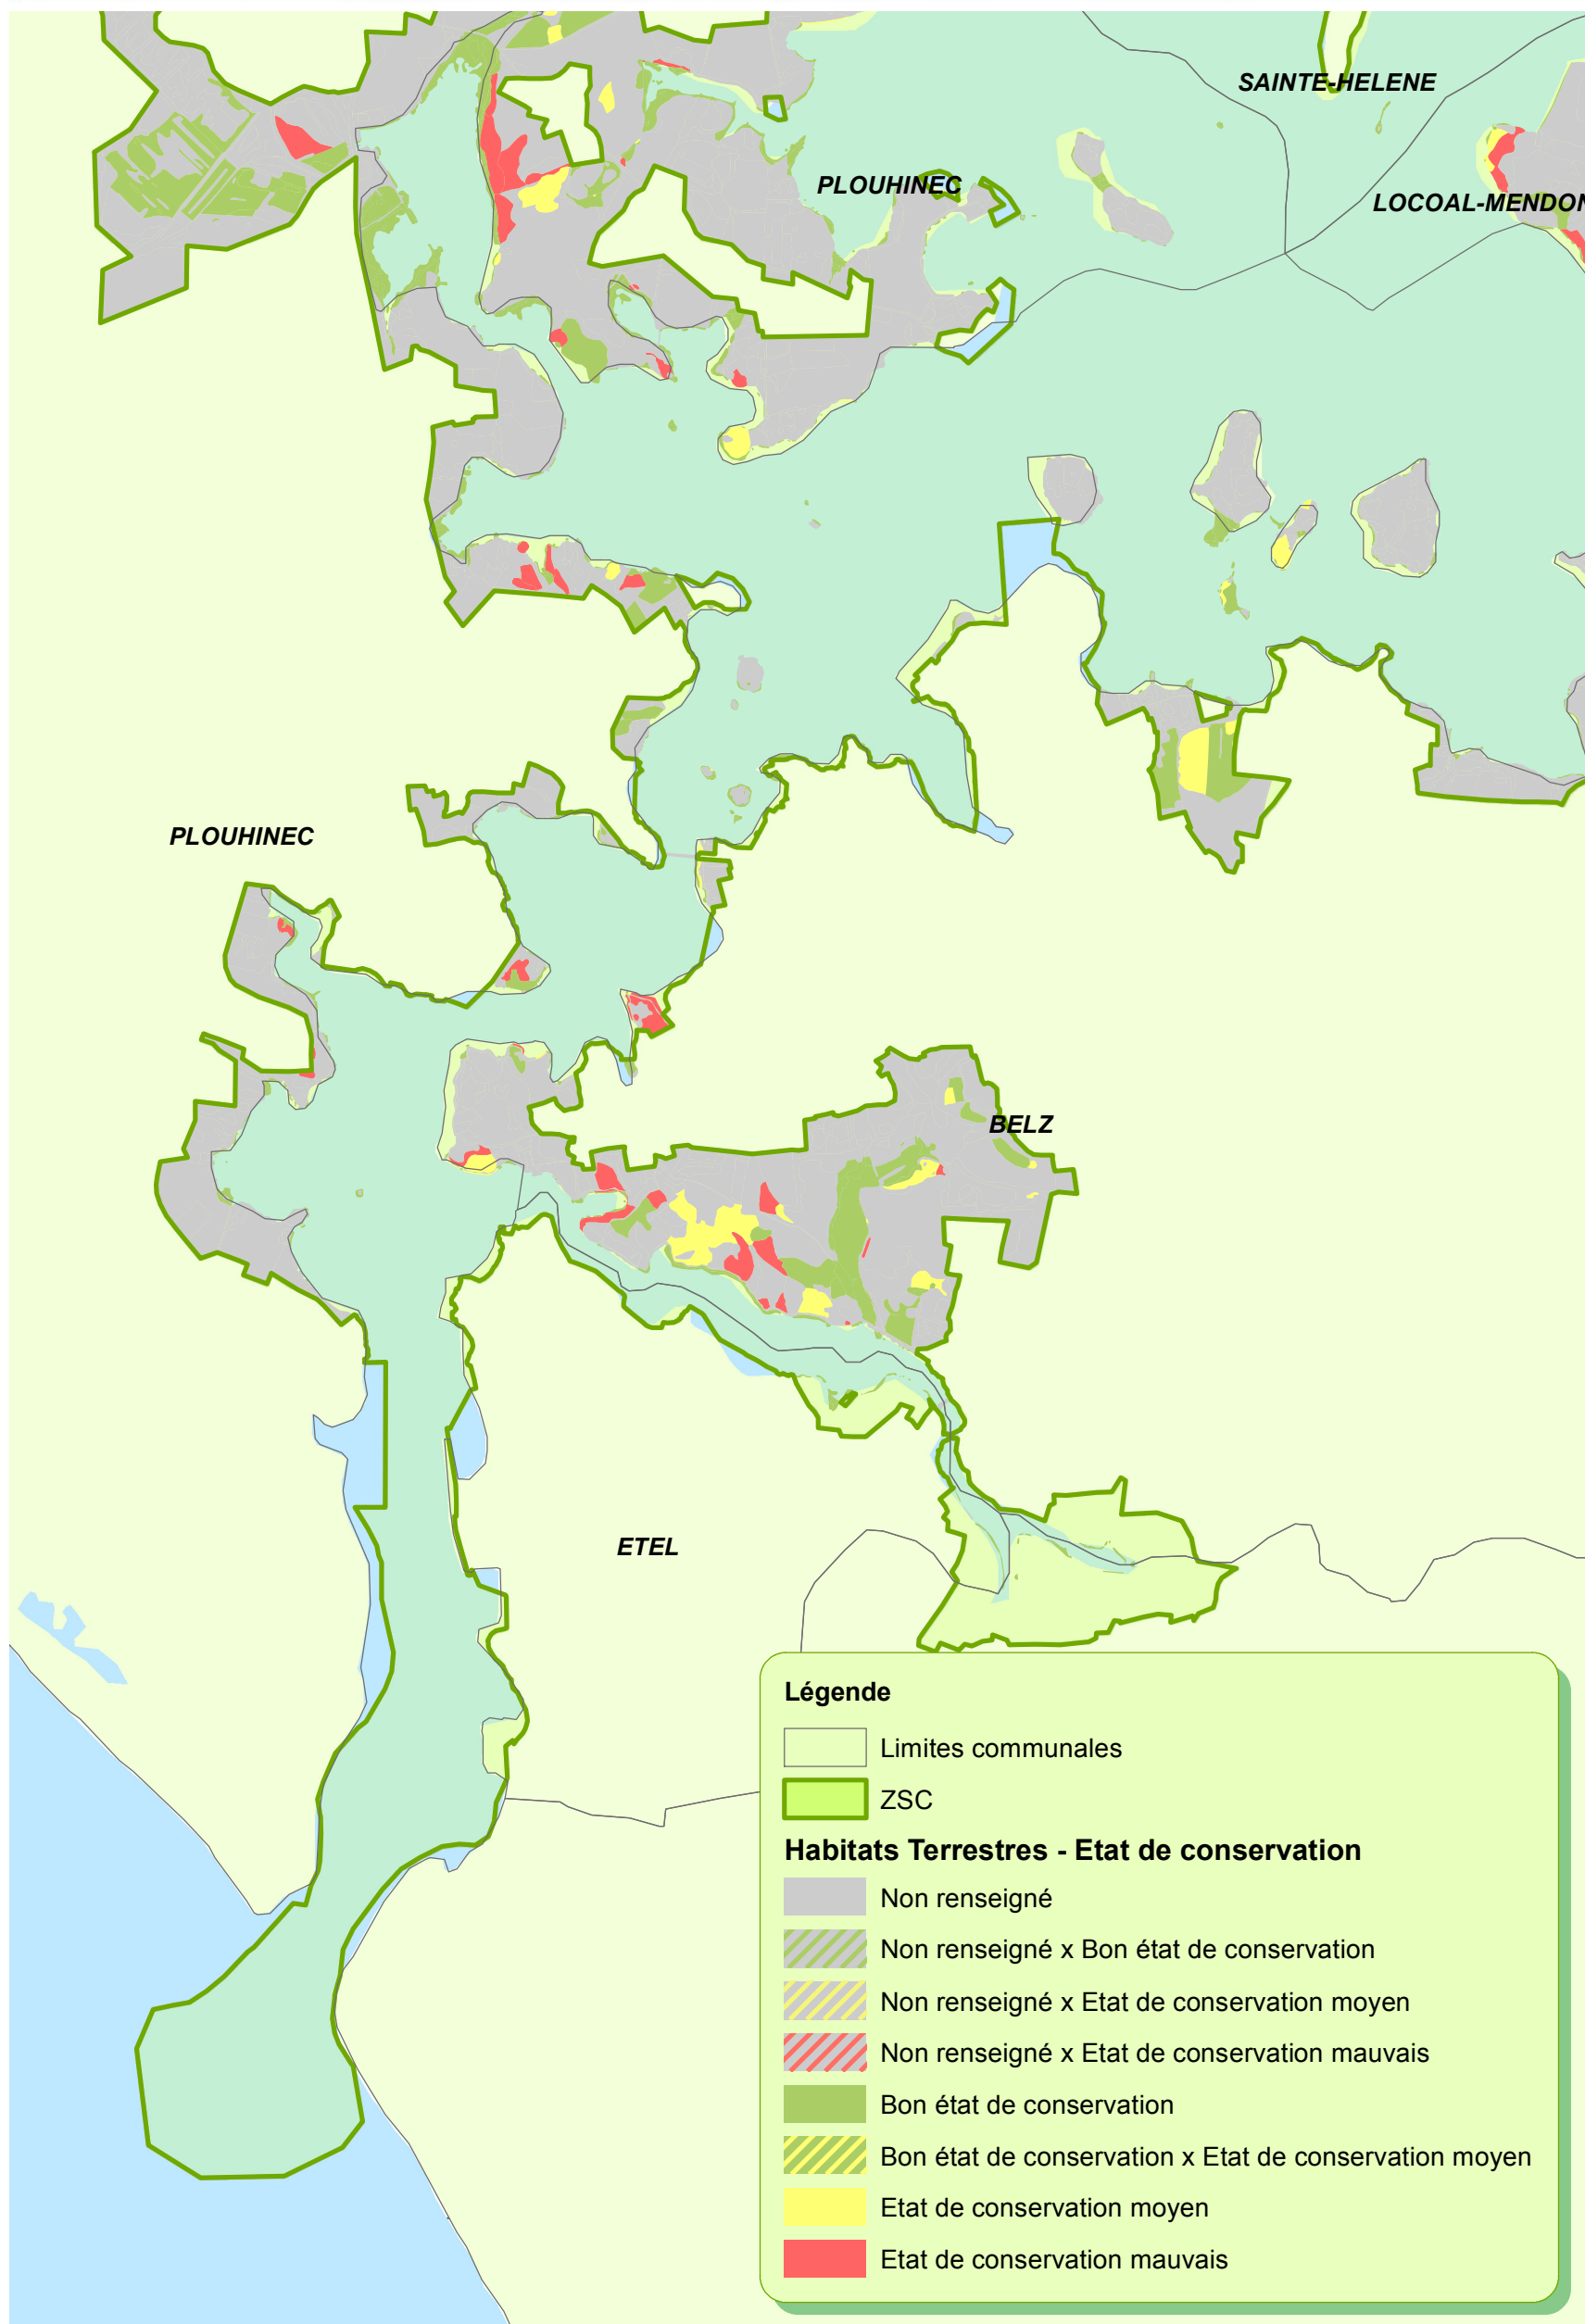 SAINTE-HELENE
PLOUHINEC
LOCOAL-MENDON
PLOUHINEC
BELZ
ETEL
Légende
Limites communales
ZSC
Habitats Terrestres - Etat de conservation
Non renseigné
Non renseigné x Bon état de conservation
Non renseigné x Etat de conservation moyen
Non renseigné x Etat de conservation mauvais
Bon état de conservation
Bon état de conservation x Etat de conservation moyen
Etat de conservation moyen
Etat de conservation mauvais